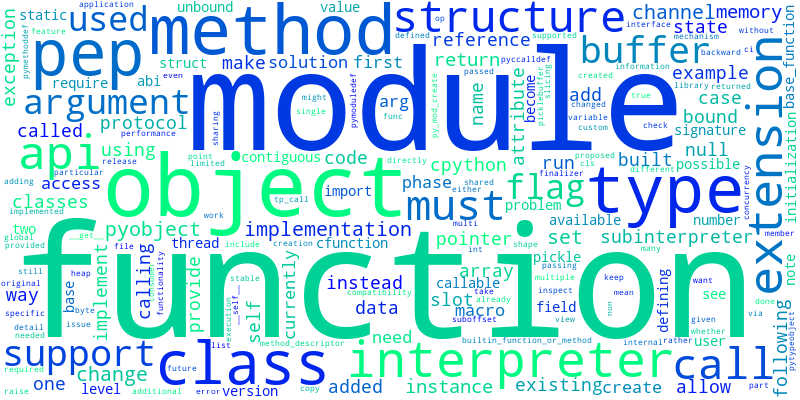 application
static
used
unbound
value
op
interface
supported
mechanism
without
feature
pymethoddef
method
structure
channel
memory
defined
backward
ci
pep
struct
make
solution
first
reference
state
exception
require
abi
return
buffer
example
base_function
information
argument
even
might
module
passed
pyccalldef
created
library
returned
protocol
arg
name
attribute
become
picklebuffer
slicing
add
changed
true
case
called
performance
single
func
pymoduledef
py_mod_create
variable
custom
check
bound
signature
api
using
sharing
point
limited
contiguous
code
directly
cpython
run
built
null
possible
extension
initialization
particular
release
access
phase
finalizer
proposed
cls
different
adding
object
import
flag
type
concurrency
classes
tp_call
either
shared
must
problem
implemented
work
multi
available
number
member
two
__get__
pyobject
implementation
pointer
set
subinterpreter
global
provided
file
include
creation
shape
int
many
thread
cfunction
function
array
pickle
still
heap
stable
compatibility
passing
multiple
keep
want
see
note
way
base
calling
functionality
__self__
provide
instead
take
already
callable
inspect
mean
done
original
byte
implement
self
currently
data
slot
suboffset
field
defining
given
via
specific
execution
macro
non
whether
user
following
detail
needed
issue
method_descriptor
need
view
builtin_function_or_method
internal
rather
pytypeobject
support
class
interpreter
call
list
required
change
future
copy
one
level
error
version
added
instance
existing
create
allow
part
raise
additional